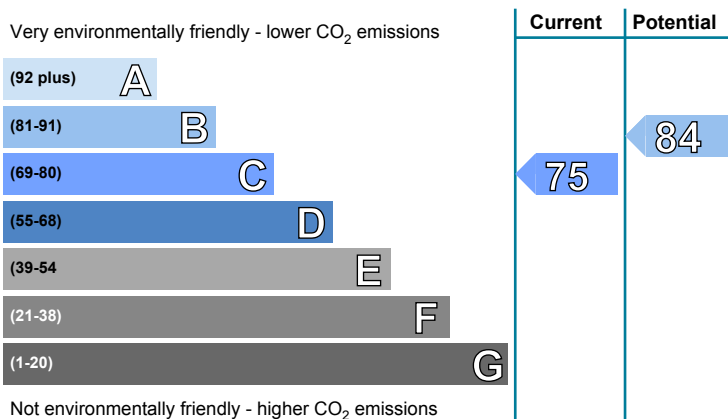 Current Potential
Very environmentally friendly - lower CO2 emissions
(92 plus) A
(81-91) B
84
(69-80) C
75
(55-68) D
(39-54 E
(21-38) F
(1-20) G
Not environmentally friendly - higher CO2 emissions